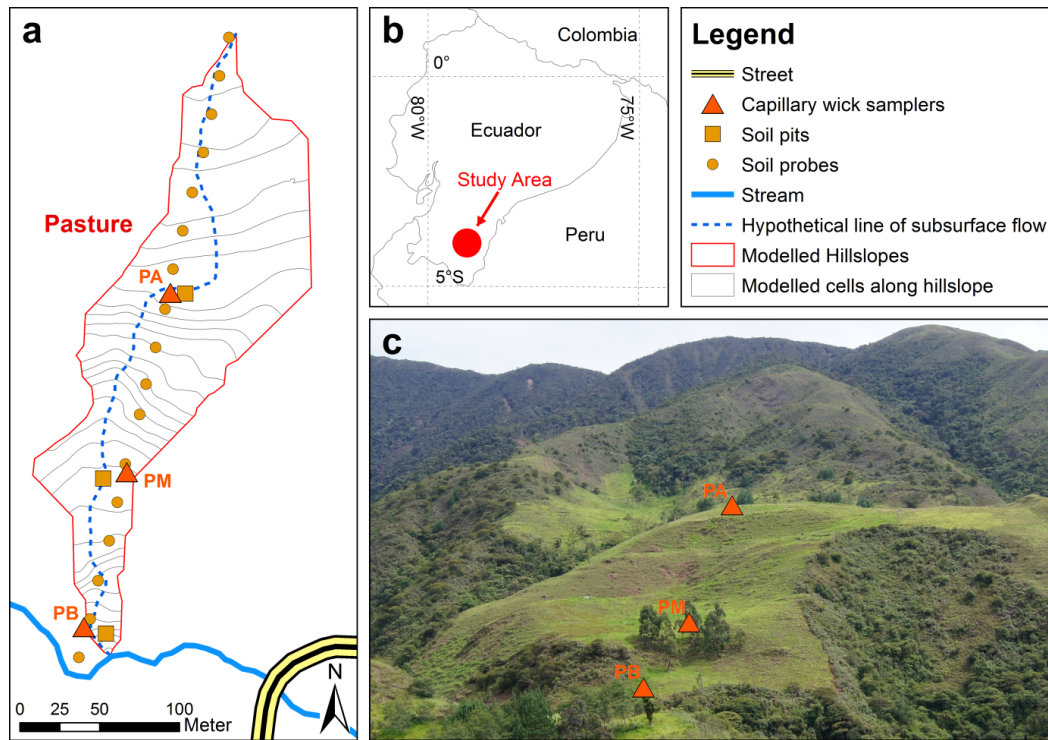 a
Pasture
PA
PM
PB
0 25 50 100
Meter
N
b
Colombia
0°
80°W
75°W
Ecuador
Study Area
Peru
5°S
Legend
Street
Capillary wick samplers
Soil pits
Soil probes
Stream
Hypothetical line of subsurface flow
Modelled Hillslopes
Modelled cells along hillslope
c
PA
PM
PB